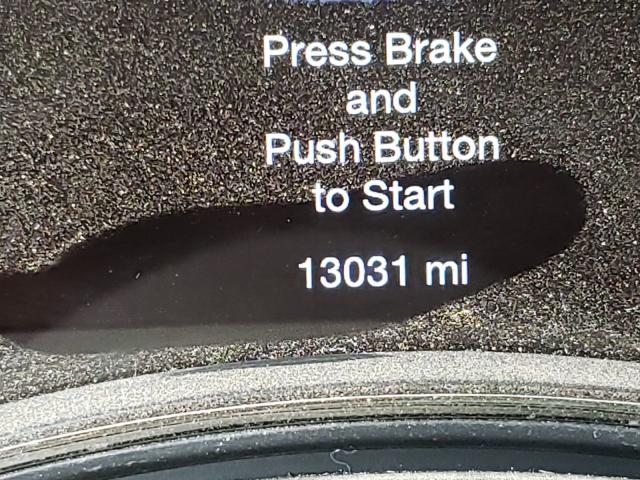 Press Brake
and
Push Button
to Start
13031 mi